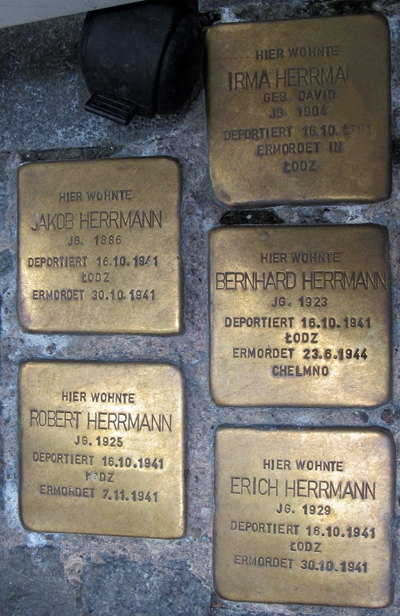 HIER WOHNTE
IRMA HERRMA
GEB. DAVID
JG. 1904
DEPORTIERT 16.10.1941
ERMORDET IN
ŁODZ
HIER WOHNTE
JAKOB HERRMANN
JG. 1886
DEPORTIERT 16.10.1941
ŁODZ
ERMORDET 30.10.1941
HIER WOHNTE
BERNHARD HERRMANN
JG. 1923
DEPORTIERT 16.10.1941
ŁODZ
ERMORDET 23.6.1944
CHELMNO
HIER WOHNTE
ROBERT HERRMANN
JG. 1925
DEPORTIERT 16.10.1941
ŁODZ
ERMORDET 7.11.1941
HIER WOHNTE
ERICH HERRMANN
JG. 1929
DEPORTIERT 16.10.1941
ŁODZ
ERMORDET 30.10.1941